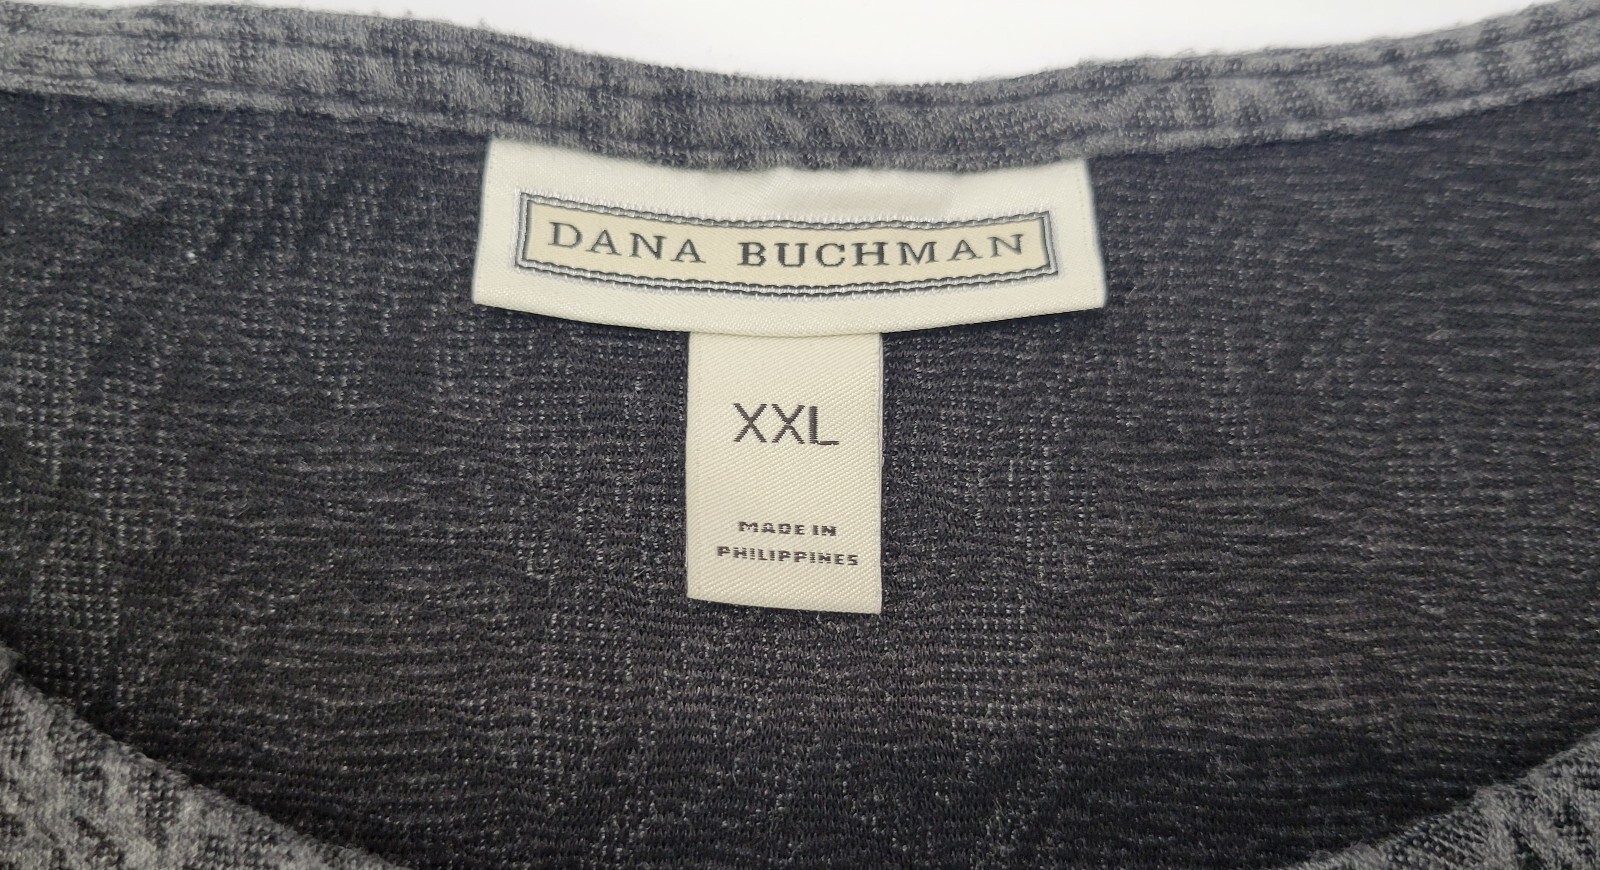 DANA BUCHMAN
XXL
MADE IN
PHILIPPINES